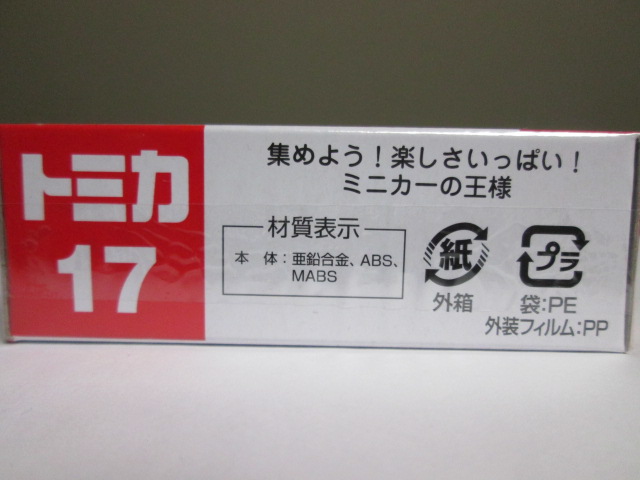 トミカ
17
集めよう!楽しさいっぱい!
ミニカーの王様
材質表示
本 体:亜鉛合金、ABS、
MABS
紙
外箱
プラ
袋:PE
外装フィルム:PP